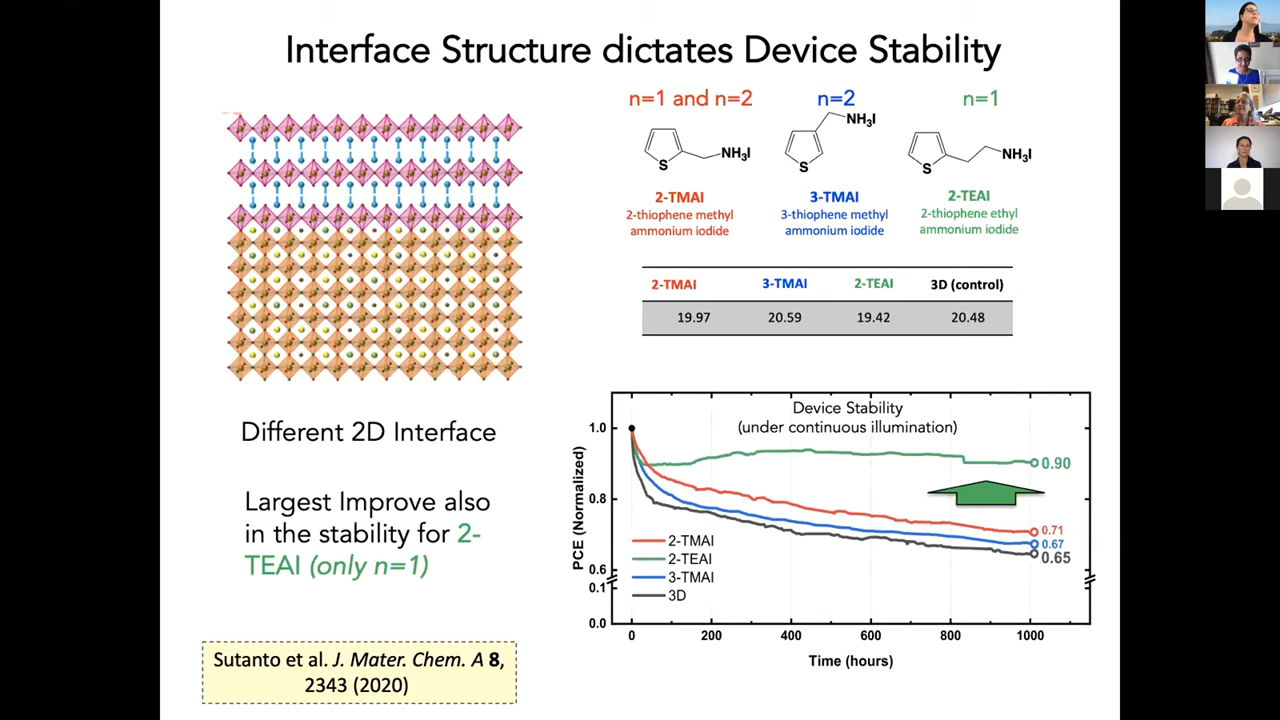 Interface Structure dictates Device Stability
n=1 and n=2
n=2
n=1
NH3I
S
NH3I
S
NH3I
S
2-TMAI
2-thiophene methyl
ammonium iodide
3-TMAI
3-thiophene methyl
ammonium iodide
2-TEAI
2-thiophene ethyl
ammonium iodide
2-TMAI 3-TMAI 2-TEAI 3D (control)
19.97 20.59 19.42 20.48
Different 2D Interface
Largest Improve also
in the stability for 2-
TEAI (only n=1)
Sutanto et al. J. Mater. Chem. A 8,
2343 (2020)
Device Stability
(under continuous illumination)
PCE (Normalized)
1.0
0.8
0.6
0.1
0.0
0.90
0.71
0.67
0.65
2-TMAI
2-TEAI
3-TMAI
3D
0 200 400 600 800 1000
Time (hours)